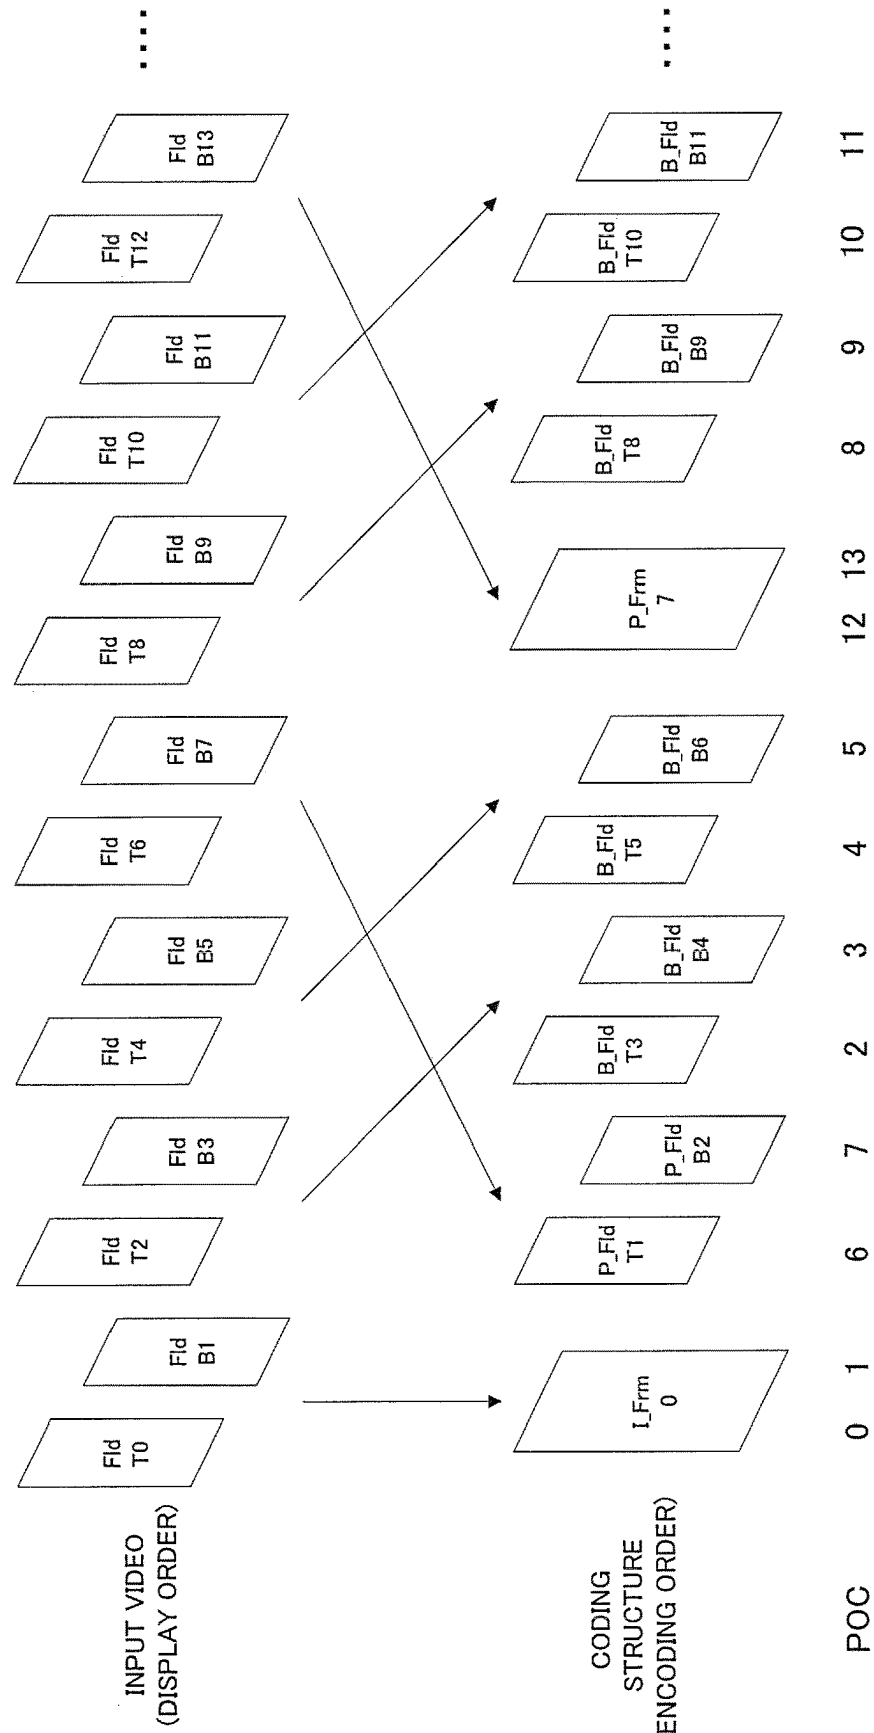 INPUT VIDEO
(DISPLAY ORDER)
Fld
T0
Fld
B1
Fld
T2
Fld
B3
Fld
T4
Fld
B5
Fld
T6
Fld
B7
Fld
T8
Fld
B9
Fld
T10
Fld
B11
Fld
T12
Fld
B13
....
CODING
STRUCTURE
ENCODING ORDER)
I_Frm
0
P_Fld
T1
P_Fld
B2
B_Fld
T3
B_Fld
B4
B_Fld
T5
B_Fld
B6
P_Frm
7
B_Fld
T8
B_Fld
B9
B_Fld
T10
B_Fld
B11
....
POC 0 1 6 7 2 3 4 5 12 13 8 9 10 11